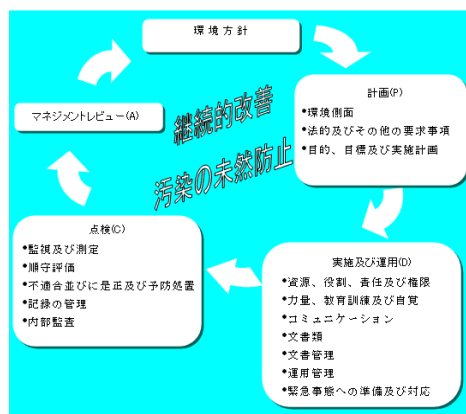 環境方針
計画(P)
•環境側面
•法的及びその他の要求事項
•目的、目標及び実施計画
実施及び運用(D)
•資源、役割、責任及び権限
•力量、教育訓練及び自覚
•コミュニケーション
•文書類
•文書管理
•運用管理
•緊急事態への準備及び対応
点検(C)
•監視及び測定
•順守評価
•不適合並びに是正及び予防処置
•記録の管理
•内部監査
マネジメントレビュー(A)
継続的改善
汚染の未然防止